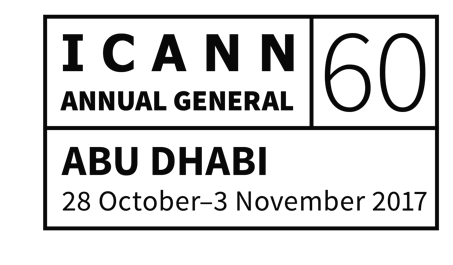 ICANN
ANNUAL GENERAL
60
ABU DHABI
28 October–3 November 2017